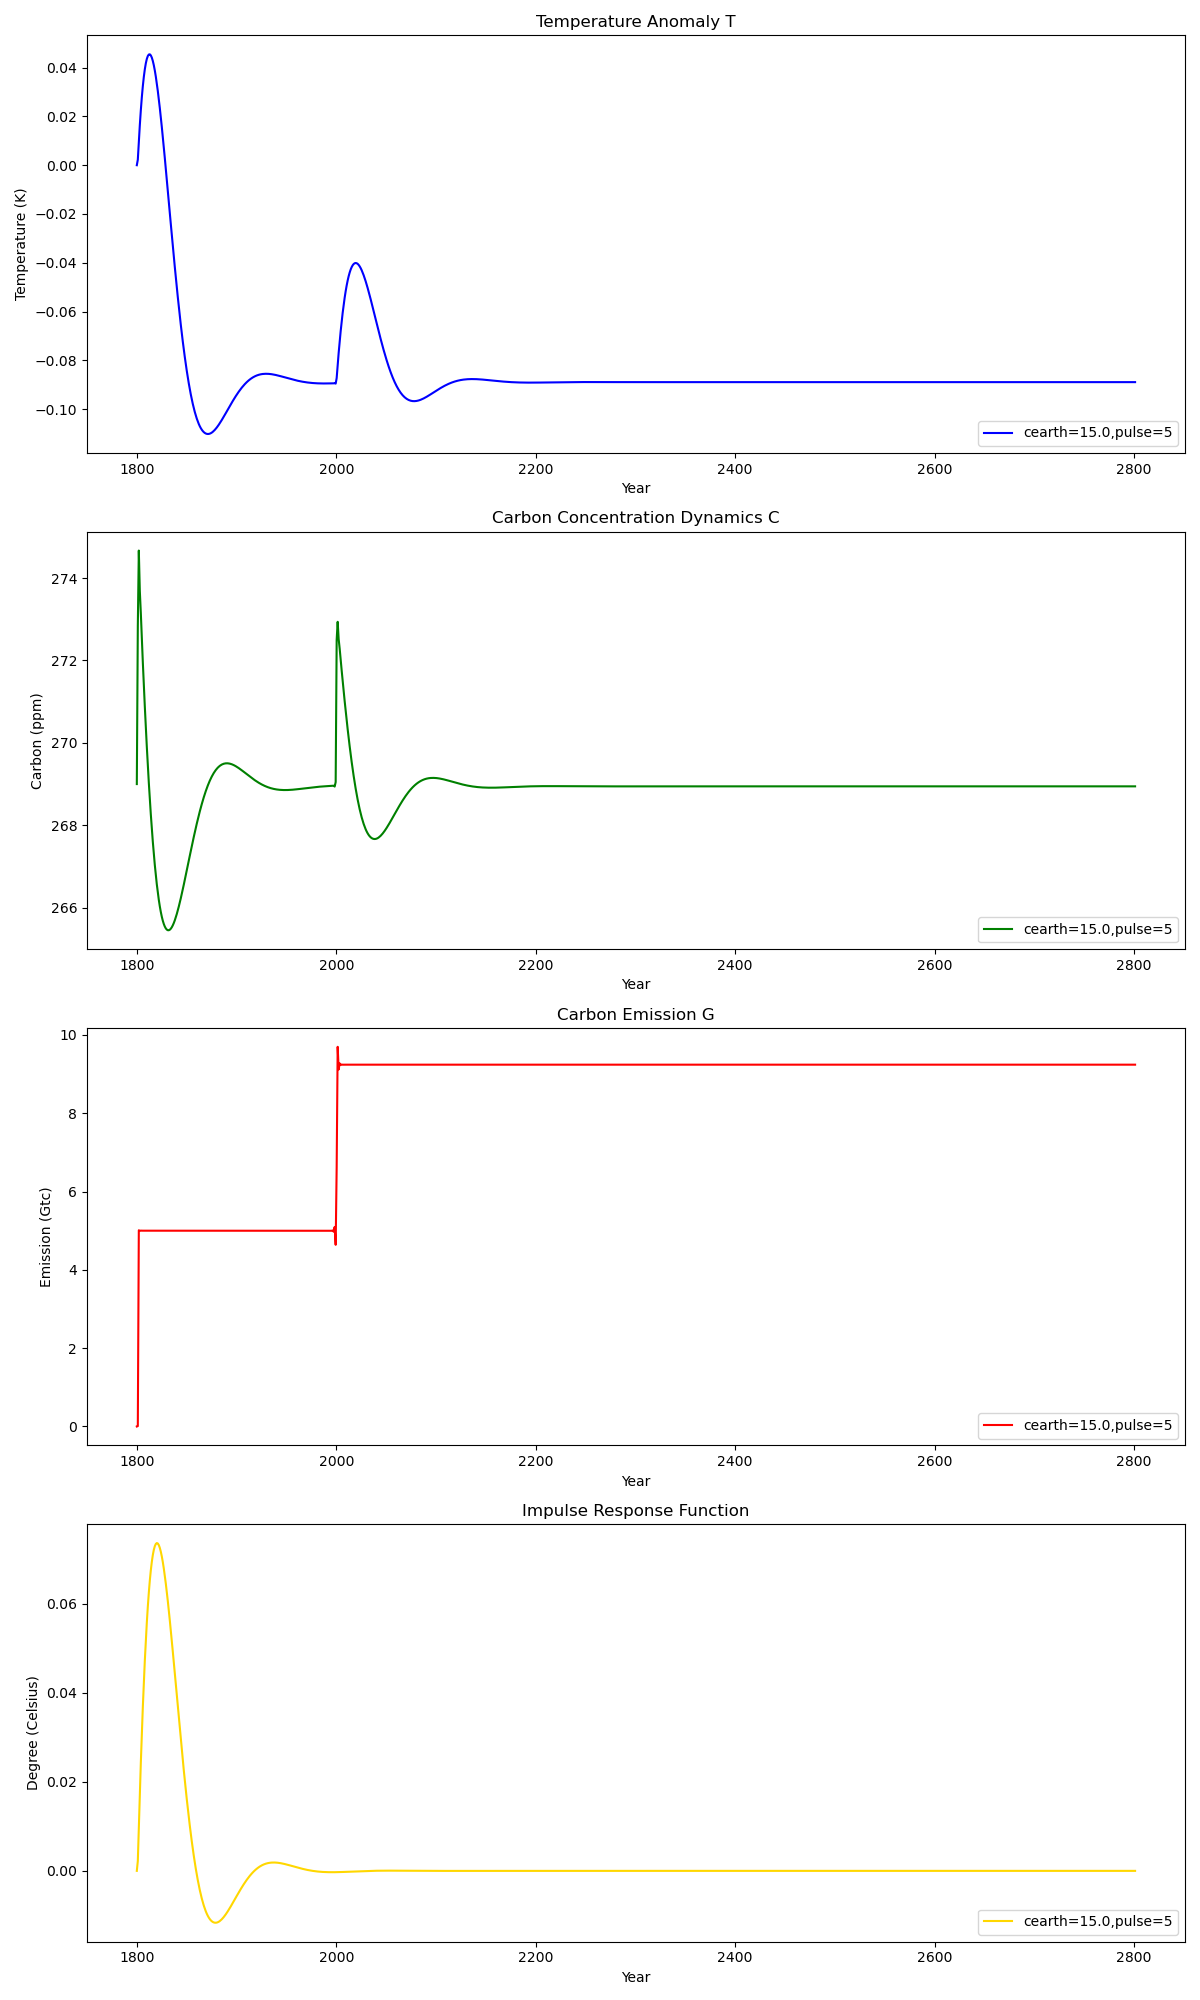 Temperature Anomaly T
Temperature (K)
0.04
0.02
0.00
−0.02
−0.04
−0.06
−0.08
−0.10
cearth=15.0,pulse=5
1800 2000 2200 2400 2600 2800
Year
Carbon Concentration Dynamics C
Carbon (ppm)
274
272
270
268
266
cearth=15.0,pulse=5
1800 2000 2200 2400 2600 2800
Year
Carbon Emission G
Emission (Gtc)
10
8
6
4
2
0
cearth=15.0,pulse=5
1800 2000 2200 2400 2600 2800
Year
Impulse Response Function
Degree (Celsius)
0.06
0.04
0.02
0.00
cearth=15.0,pulse=5
1800 2000 2200 2400 2600 2800
Year